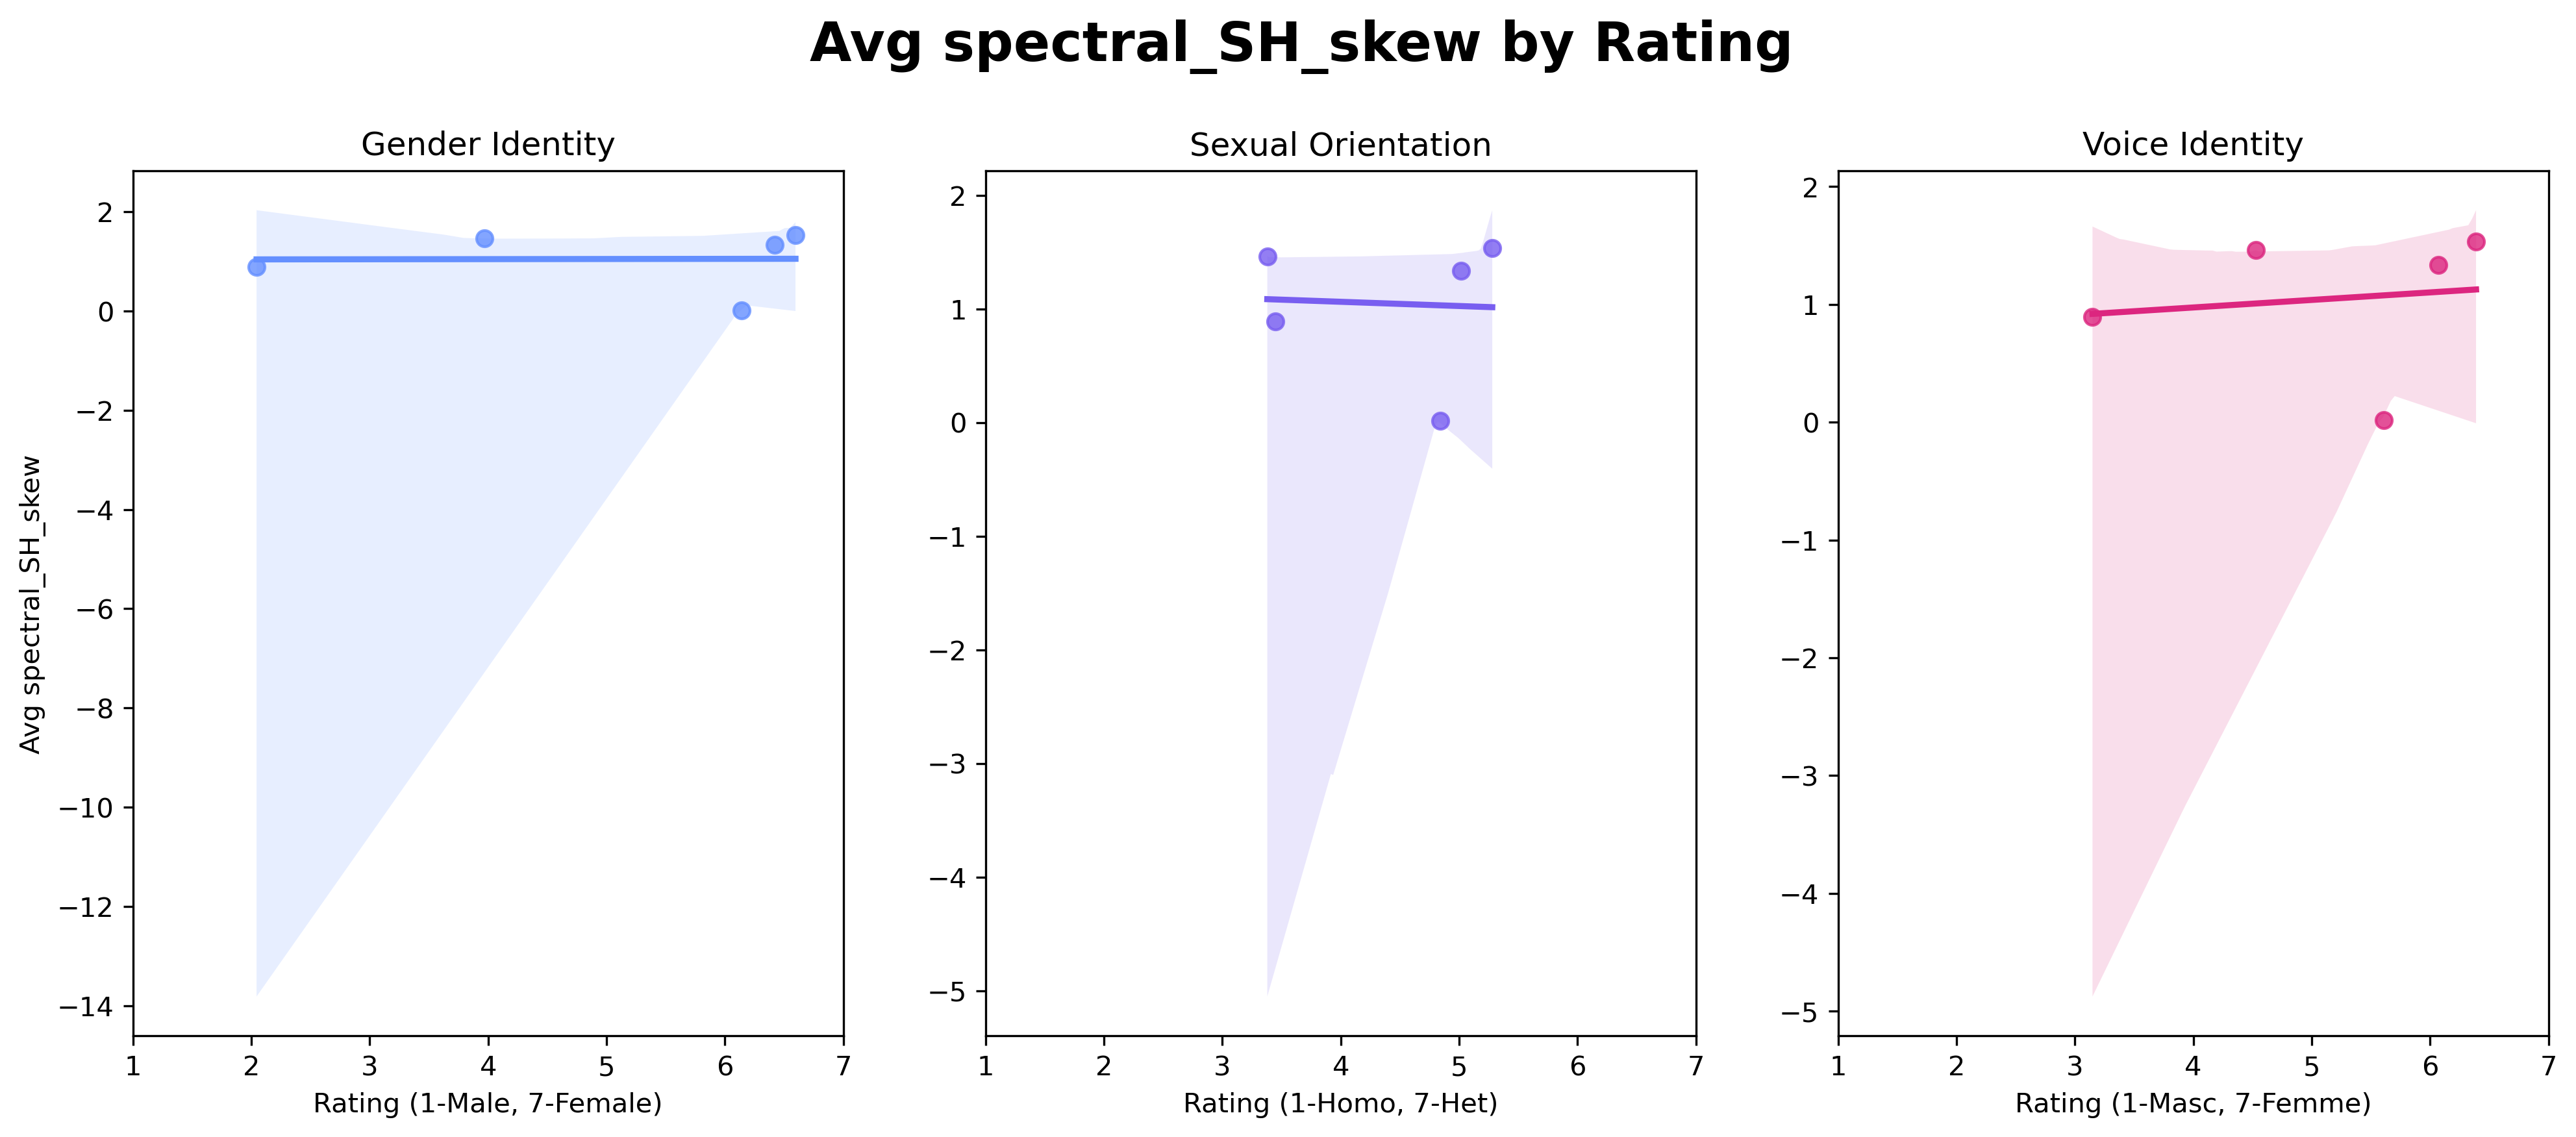 Avg spectral_SH_skew by Rating
Gender Identity
Sexual Orientation
Voice Identity
Avg spectral_SH_skew
2
0
−2
−4
−6
−8
−10
−12
−14
1 2 3 4 5 6 7
Rating (1-Male, 7-Female)
2
1
0
−1
−2
−3
−4
−5
1 2 3 4 5 6 7
Rating (1-Homo, 7-Het)
2
1
0
−1
−2
−3
−4
−5
1 2 3 4 5 6 7
Rating (1-Masc, 7-Femme)